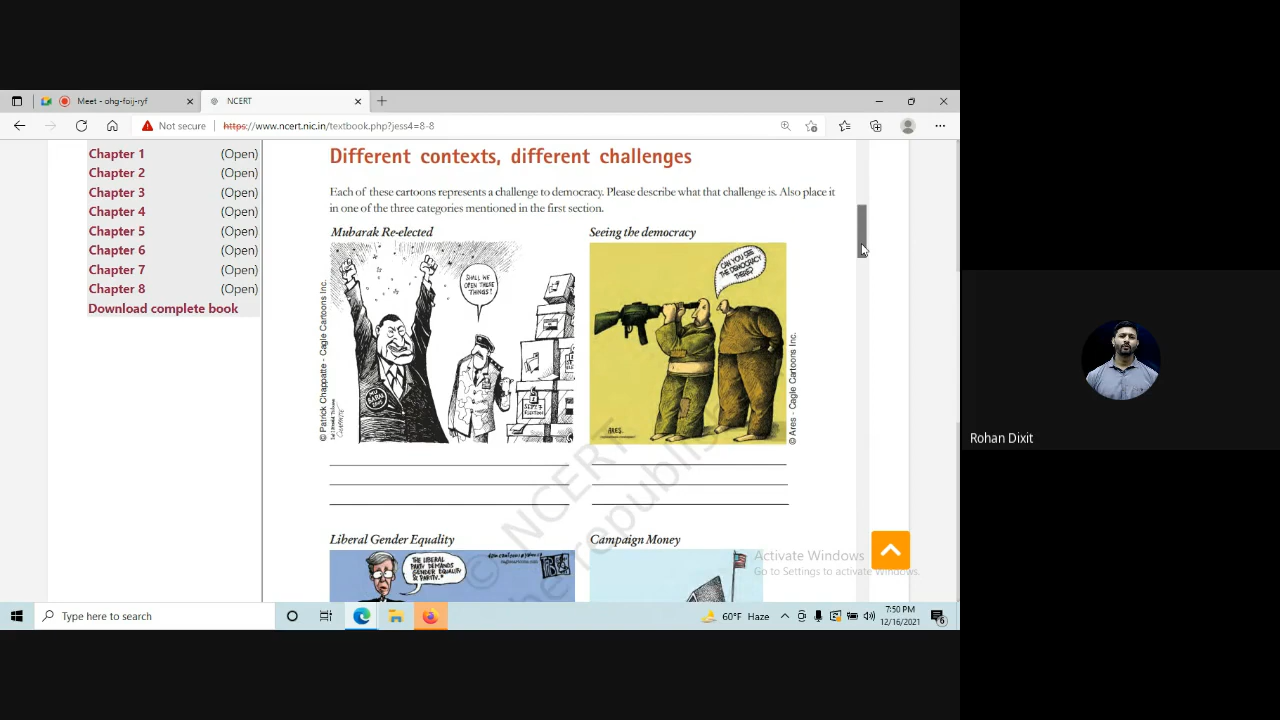 Meet - ohg-foij-ryf
NCERT
Not secure
https://www.ncert.nic.in/textbook.php?jess4=8-8
Chapter 1 (Open)
Chapter 2 (Open)
Chapter 3 (Open)
Chapter 4 (Open)
Chapter 5 (Open)
Chapter 6 (Open)
Chapter 7 (Open)
Chapter 8 (Open)
Download complete book
Different contexts, different challenges
Each of these cartoons represents a challenge to democracy. Please describe what that challenge is. Also place it
in one of the three categories mentioned in the first section.
Mubarak Re-elected
Seeing the democracy
© Patrick Chappatte - Cagle Cartoons Inc.
SHALL WE
OPEN THESE
THINGS?
CAN YOU SEE
THE DEMOCRACY
THERE?
ARES.
© Ares - Cagle Cartoons Inc.
© NCERT
republis
Liberal Gender Equality
Campaign Money
THE LIBERAL
PARTY DEMANDS
GENDER EQUALITY
& PARITY."
Activate Windows
Go to Settings to activate Windows.
Rohan Dixit
Type here to search
60°F Haze
7:50 PM
12/16/2021
6